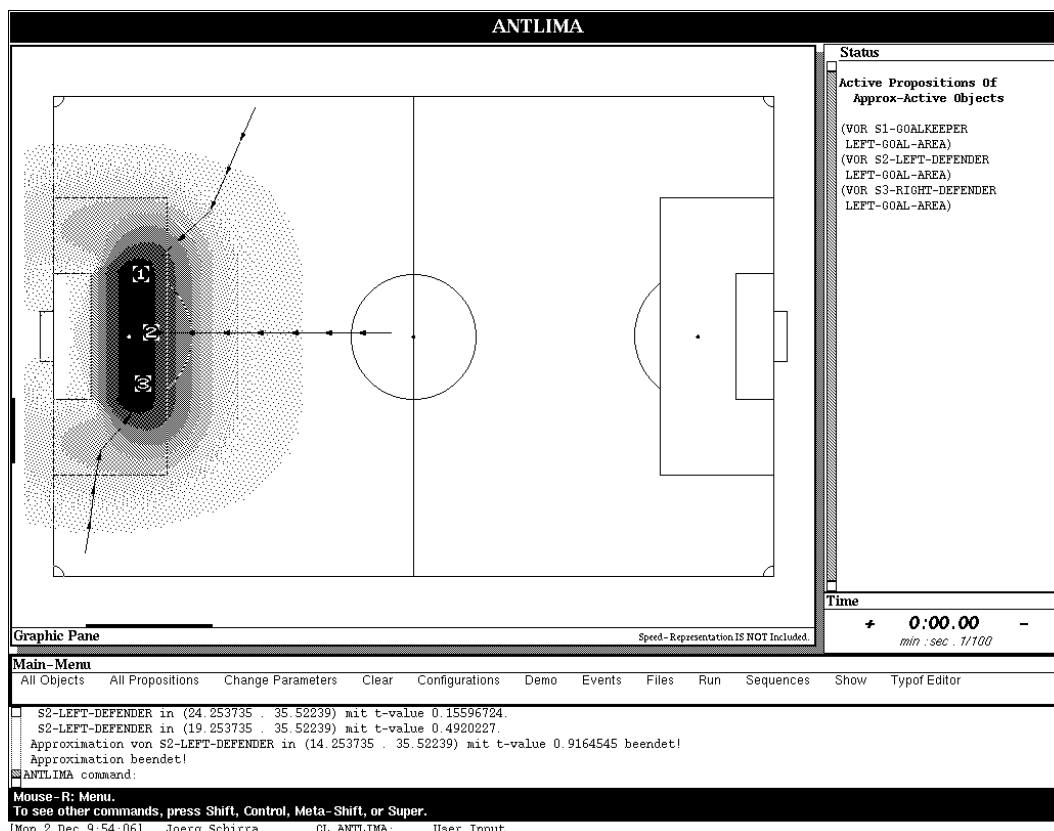 ANTLIMA
Status
Active Propositions Of
Approx-Active Objects
(VOR S1-GOALKEEPER
LEFT-GOAL-AREA)
(VOR S2-LEFT-DEFENDER
LEFT-GOAL-AREA)
(VOR S3-RIGHT-DEFENDER
LEFT-GOAL-AREA)
1
2
3
Time
+ 0:00.00 -
min : sec . 1/100
Graphic Pane
Speed-Representation IS NOT Included.
Main-Menu
All Objects All Propositions Change Parameters Clear Configurations Demo Events Files Run Sequences Show Typof Editor
S2-LEFT-DEFENDER in (24.253735 . 35.52239) mit t-value 0.15596724.
S2-LEFT-DEFENDER in (19.253735 . 35.52239) mit t-value 0.4920227.
Approximation von S2-LEFT-DEFENDER in (14.253735 . 35.52239) mit t-value 0.9164545 beendet!
Approximation beendet!
ANTLIMA command:
Mouse-R: Menu.
To see other commands, press Shift, Control, Meta-Shift, or Super.
[Mon 2 Dec 9:54:06] Joerg Schirra CL ANTLIMA: User Input